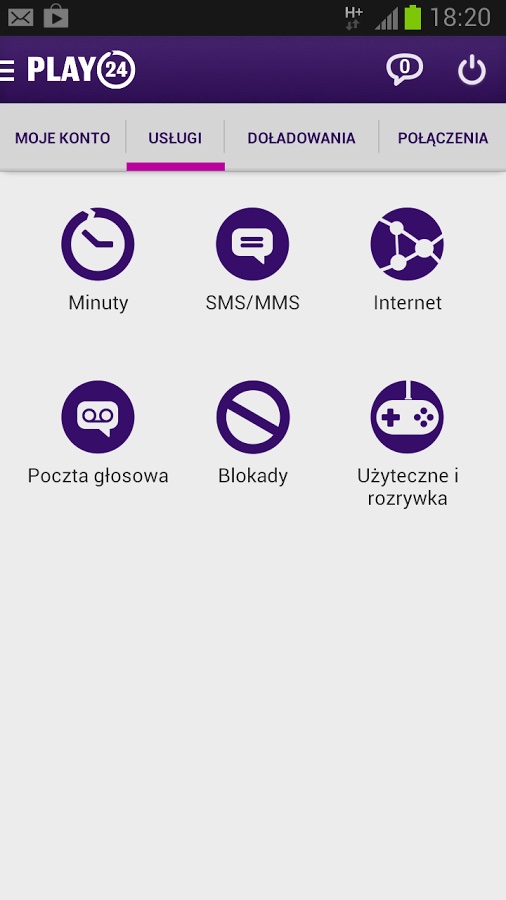 H+ 18:20
PLAY 24 0
MOJE KONTO USŁUGI DOŁADOWANIA POŁĄCZENIA
Minuty SMS/MMS Internet
Poczta głosowa Blokady Użyteczne i
rozrywka